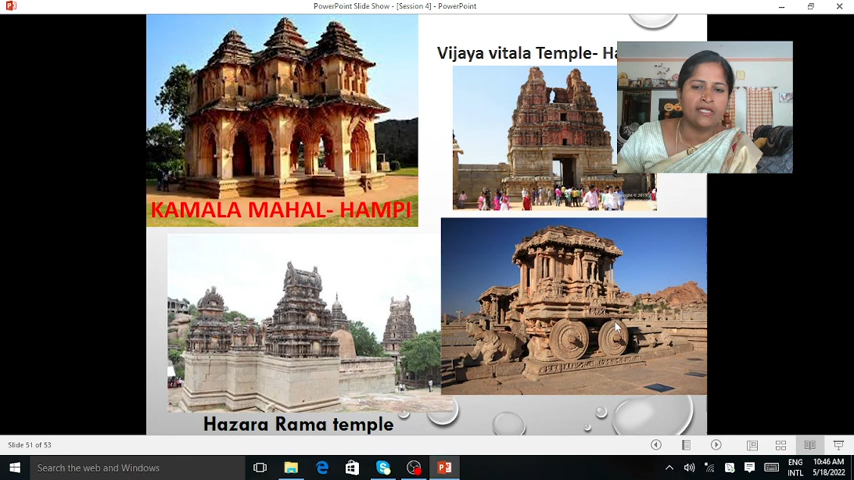 PowerPoint Slide Show - [Session 4] - PowerPoint
Vijaya vitala Temple- Ha
KAMALA MAHAL- HAMPI
Hazara Rama temple
Slide 51 of 53
Search the web and Windows
ENG
INTL
10:46 AM
5/18/2022